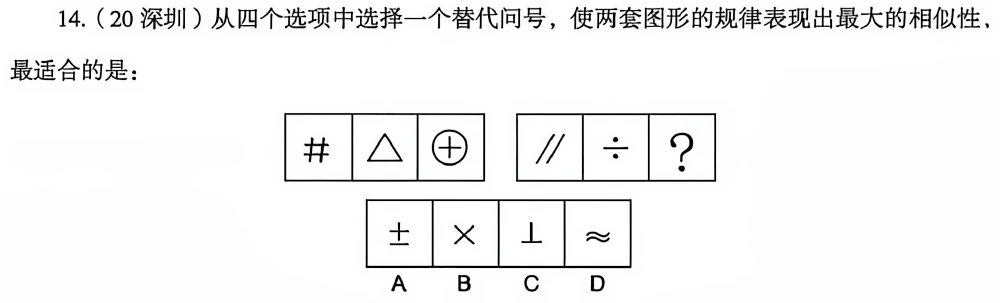 14.（20 深圳）从四个选项中选择一个替代问号，使两套图形的规律表现出最大的相似性，
最适合的是：
# △ ⊕ // ÷ ?
± × ⊥ ≈
A B C D